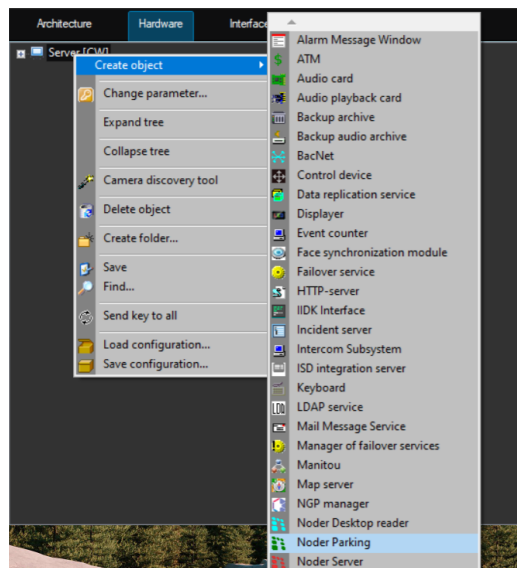 Architecture
Hardware
Interface
Server [CW]
Create object
Change parameter...
Expand tree
Collapse tree
Camera discovery tool
Delete object
Create folder...
Save
Find...
Send key to all
Load configuration...
Save configuration...
Alarm Message Window
ATM
Audio card
Audio playback card
Backup archive
Backup audio archive
BacNet
Control device
Data replication service
Displayer
Event counter
Face synchronization module
Failover service
HTTP-server
IIDK Interface
Incident server
Intercom Subsystem
ISD integration server
Keyboard
LDAP service
Mail Message Service
Manager of failover services
Manitou
Map server
NGP manager
Noder Desktop reader
Noder Parking
Noder Server